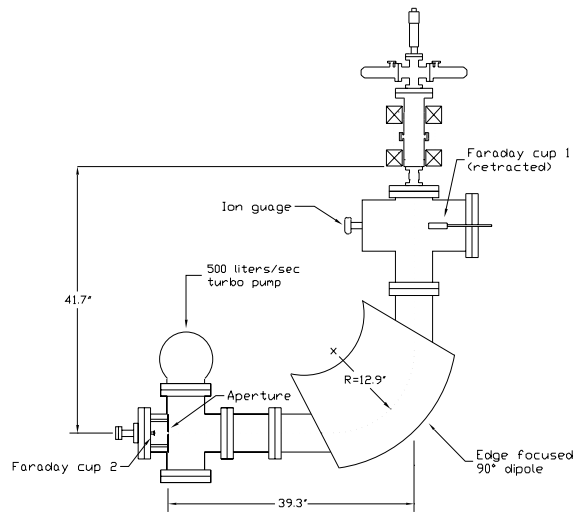 Faraday cup 1
(retracted)
Ion guage
500 liters/sec
turbo pump
41.7"
x
R=12.9"
Aperture
Faraday cup 2
Edge focused
90° dipole
39.3"